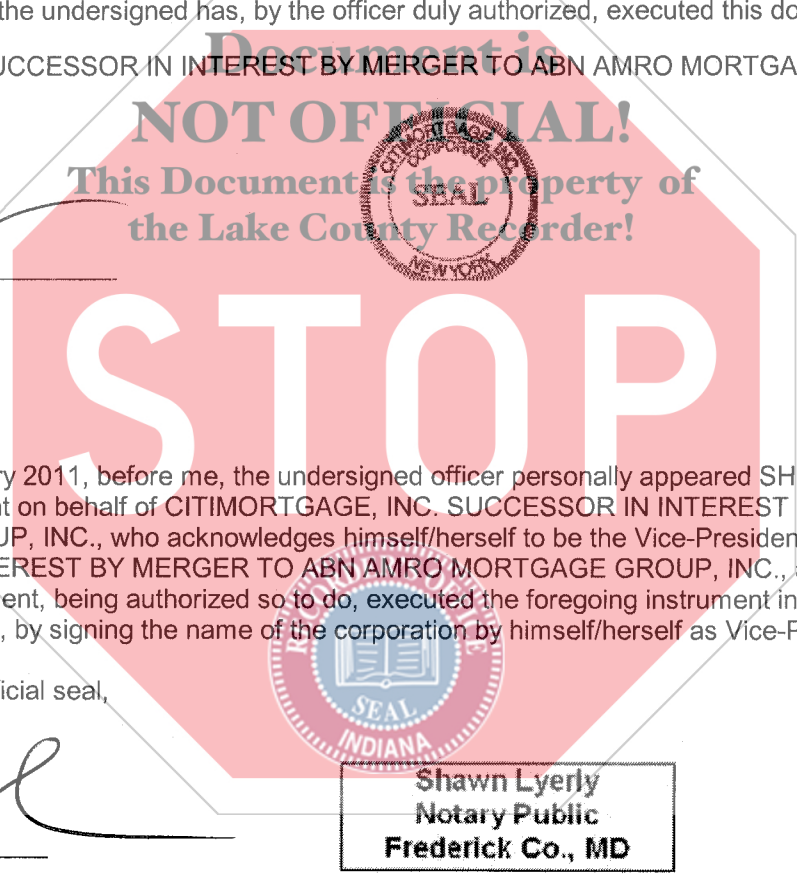 the undersigned has, by the officer duly authorized, executed this do
UCCESSOR IN INTEREST BY MERGER TO ABN AMRO MORTGA
Document is
NOT OFFICIAL!
This Document is the property of
the Lake County Recorder!
CITIMORTGAGE, INC.
CORPORATE
SEAL
NEW YORK
STOP
ry 2011, before me, the undersigned officer personally appeared SH
t on behalf of CITIMORTGAGE, INC. SUCCESSOR IN INTEREST
UP, INC., who acknowledges himself/herself to be the Vice-Presiden
EREST BY MERGER TO ABN AMRO MORTGAGE GROUP, INC.,
ent, being authorized so to do, executed the foregoing instrument in
, by signing the name of the corporation by himself/herself as Vice-P
RECORDER'S OFFICE
SEAL
INDIANA
icial seal,
Shawn Lyerly
Notary Public
Frederick Co., MD